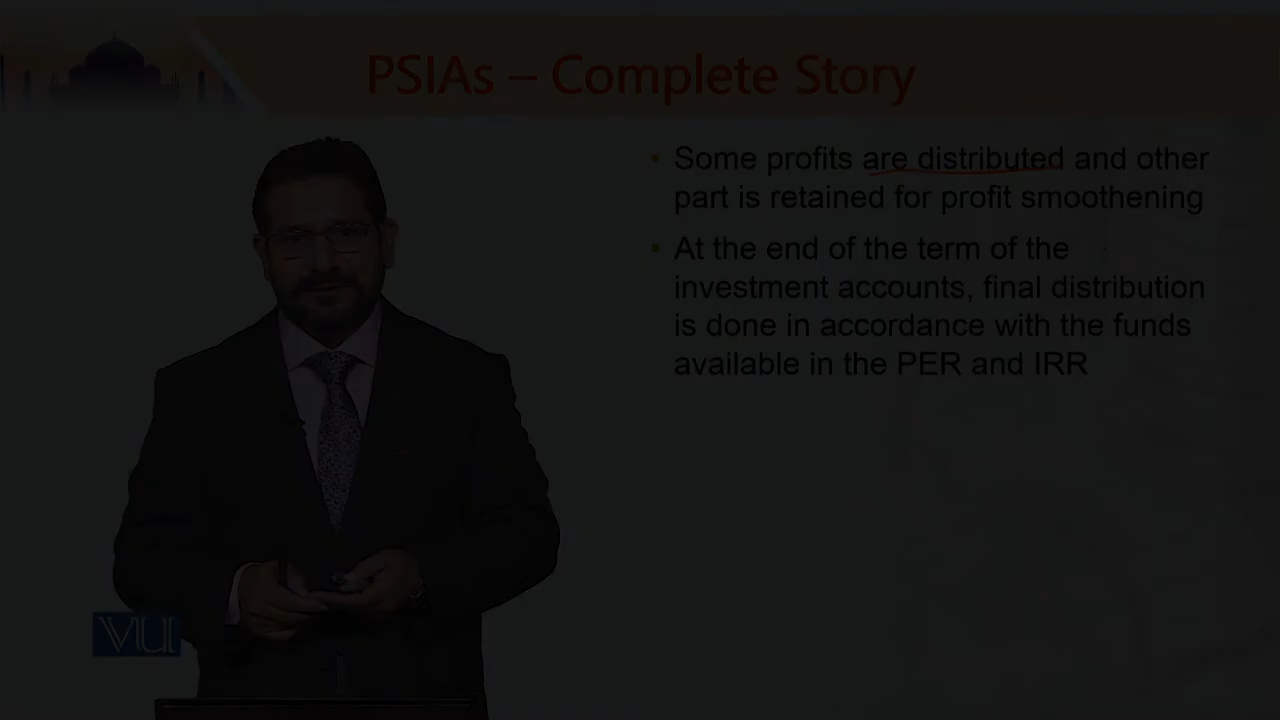 PSIAs – Complete Story
• Some profits are distributed and other
part is retained for profit smoothening
• At the end of the term of the
investment accounts, final distribution
is done in accordance with the funds
available in the PER and IRR
VU